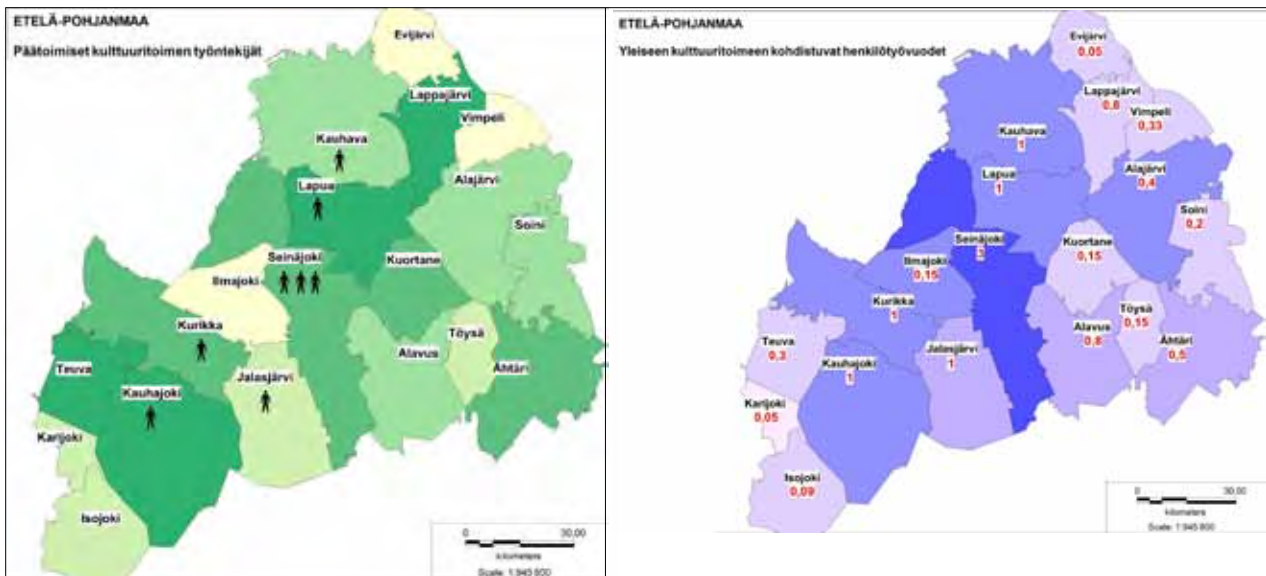 ETELÄ-POHJANMAA
Päätoimiset kulttuuritoimen työntekijät
Evijärvi
Lappajärvi
Vimpeli
Kauhava
Alajärvi
Lapua
Soini
Seinäjoki
Kuortane
Ilmajoki
Kurikka
Töysä
Alavus
Teuva
Jalasjärvi
Ähtäri
Kauhajoki
Karijoki
Isojoki
0 30,00
kilometers
Scale: 1:945 800
ETELÄ-POHJANMAA
Yleiseen kulttuuritoimeen kohdistuvat henkilötyövuodet
Evijärvi
0,05
Lappajärvi
0,8
Vimpeli
0,33
Kauhava
1
Alajärvi
0,4
Lapua
1
Soini
0,2
Seinäjoki
3
Kuortane
0,15
Ilmajoki
0,15
Kurikka
1
Töysä
0,15
Alavus
0,8
Teuva
0,3
Jalasjärvi
1
Ähtäri
0,5
Kauhajoki
1
Karijoki
0,05
Isojoki
0,09
0 30,00
kilometers
Scale: 1:945 800